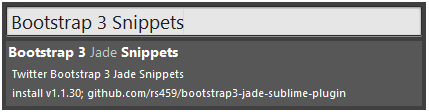 Bootstrap 3 Snippets
Bootstrap 3 Jade Snippets
Twitter Bootstrap 3 Jade Snippets
install v1.1.30; github.com/rs459/bootstrap3-jade-sublime-plugin